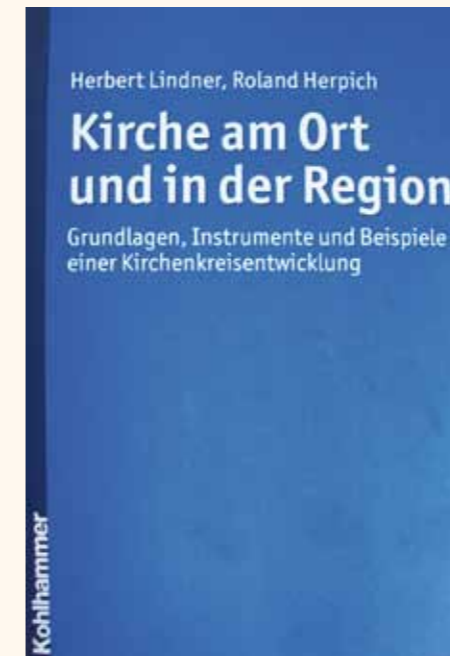 Herbert Lindner, Roland Herpich
Kirche am Ort
und in der Region
Grundlagen, Instrumente und Beispiele
einer Kirchenkreisentwicklung
Kohlhammer